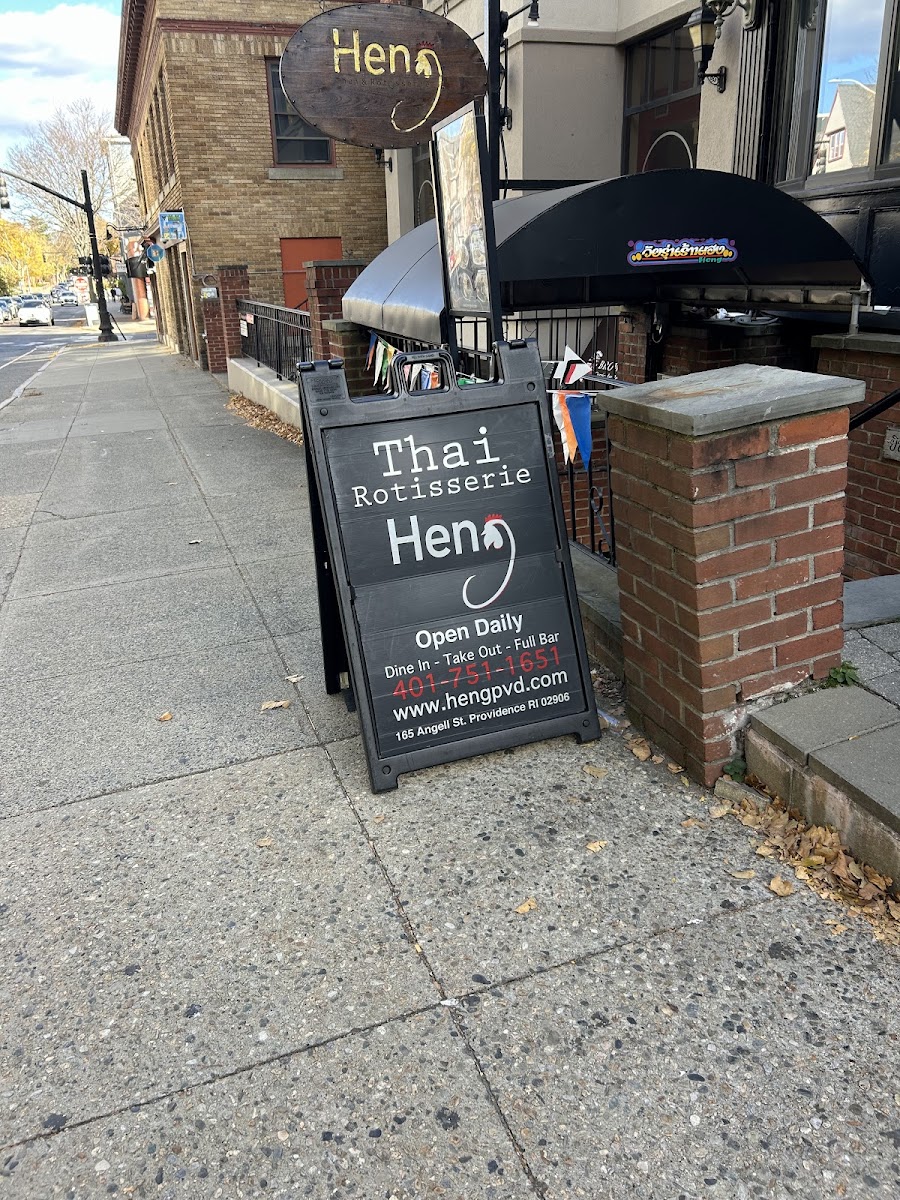 Heng
Heng
Thai
Rotisserie
Heng
Open Daily
Dine In - Take Out - Full Bar
401-751-1651
www.hengpvd.com
165 Angell St. Providence RI 02906